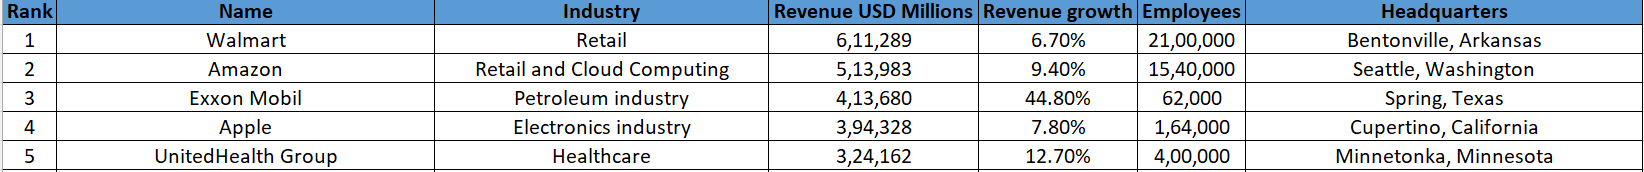 Rank Name Industry Revenue USD Millions Revenue growth Employees Headquarters
1 Walmart Retail 6,11,289 6.70% 21,00,000 Bentonville, Arkansas
2 Amazon Retail and Cloud Computing 5,13,983 9.40% 15,40,000 Seattle, Washington
3 Exxon Mobil Petroleum industry 4,13,680 44.80% 62,000 Spring, Texas
4 Apple Electronics industry 3,94,328 7.80% 1,64,000 Cupertino, California
5 UnitedHealth Group Healthcare 3,24,162 12.70% 4,00,000 Minnetonka, Minnesota